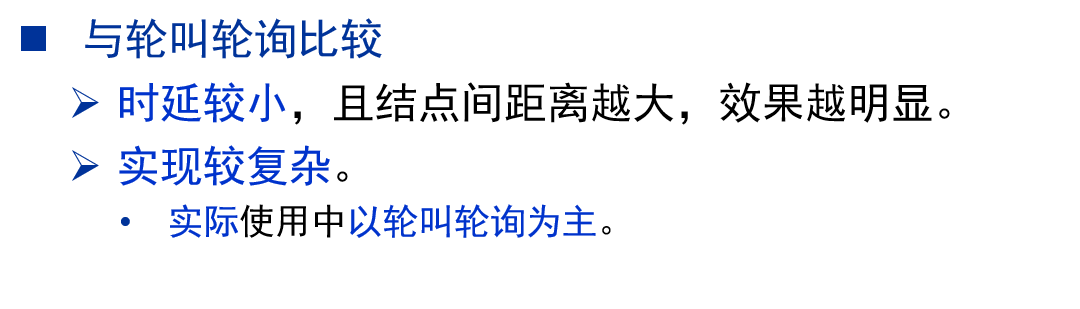 ■ 与轮叫轮询比较
➢ 时延较小，且结点间距离越大，效果越明显。
➢ 实现较复杂。
• 实际使用中以轮叫轮询为主。